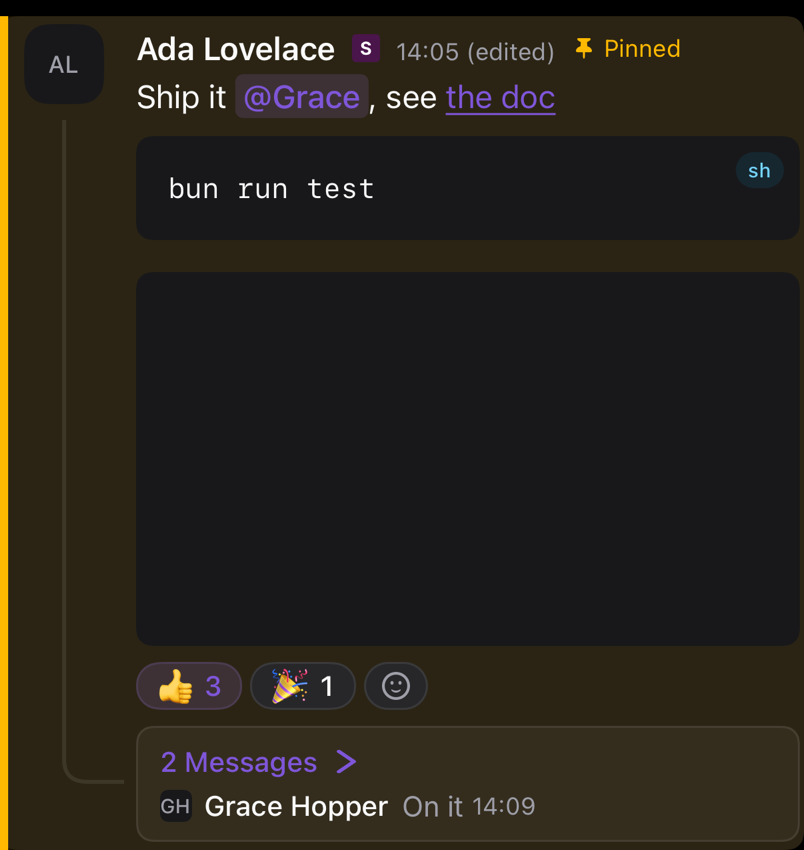 AL
Ada Lovelace S 14:05 (edited) Pinned
Ship it @Grace, see the doc
sh
bun run test
👍 3 🎉 1
2 Messages >
GH Grace Hopper On it 14:09